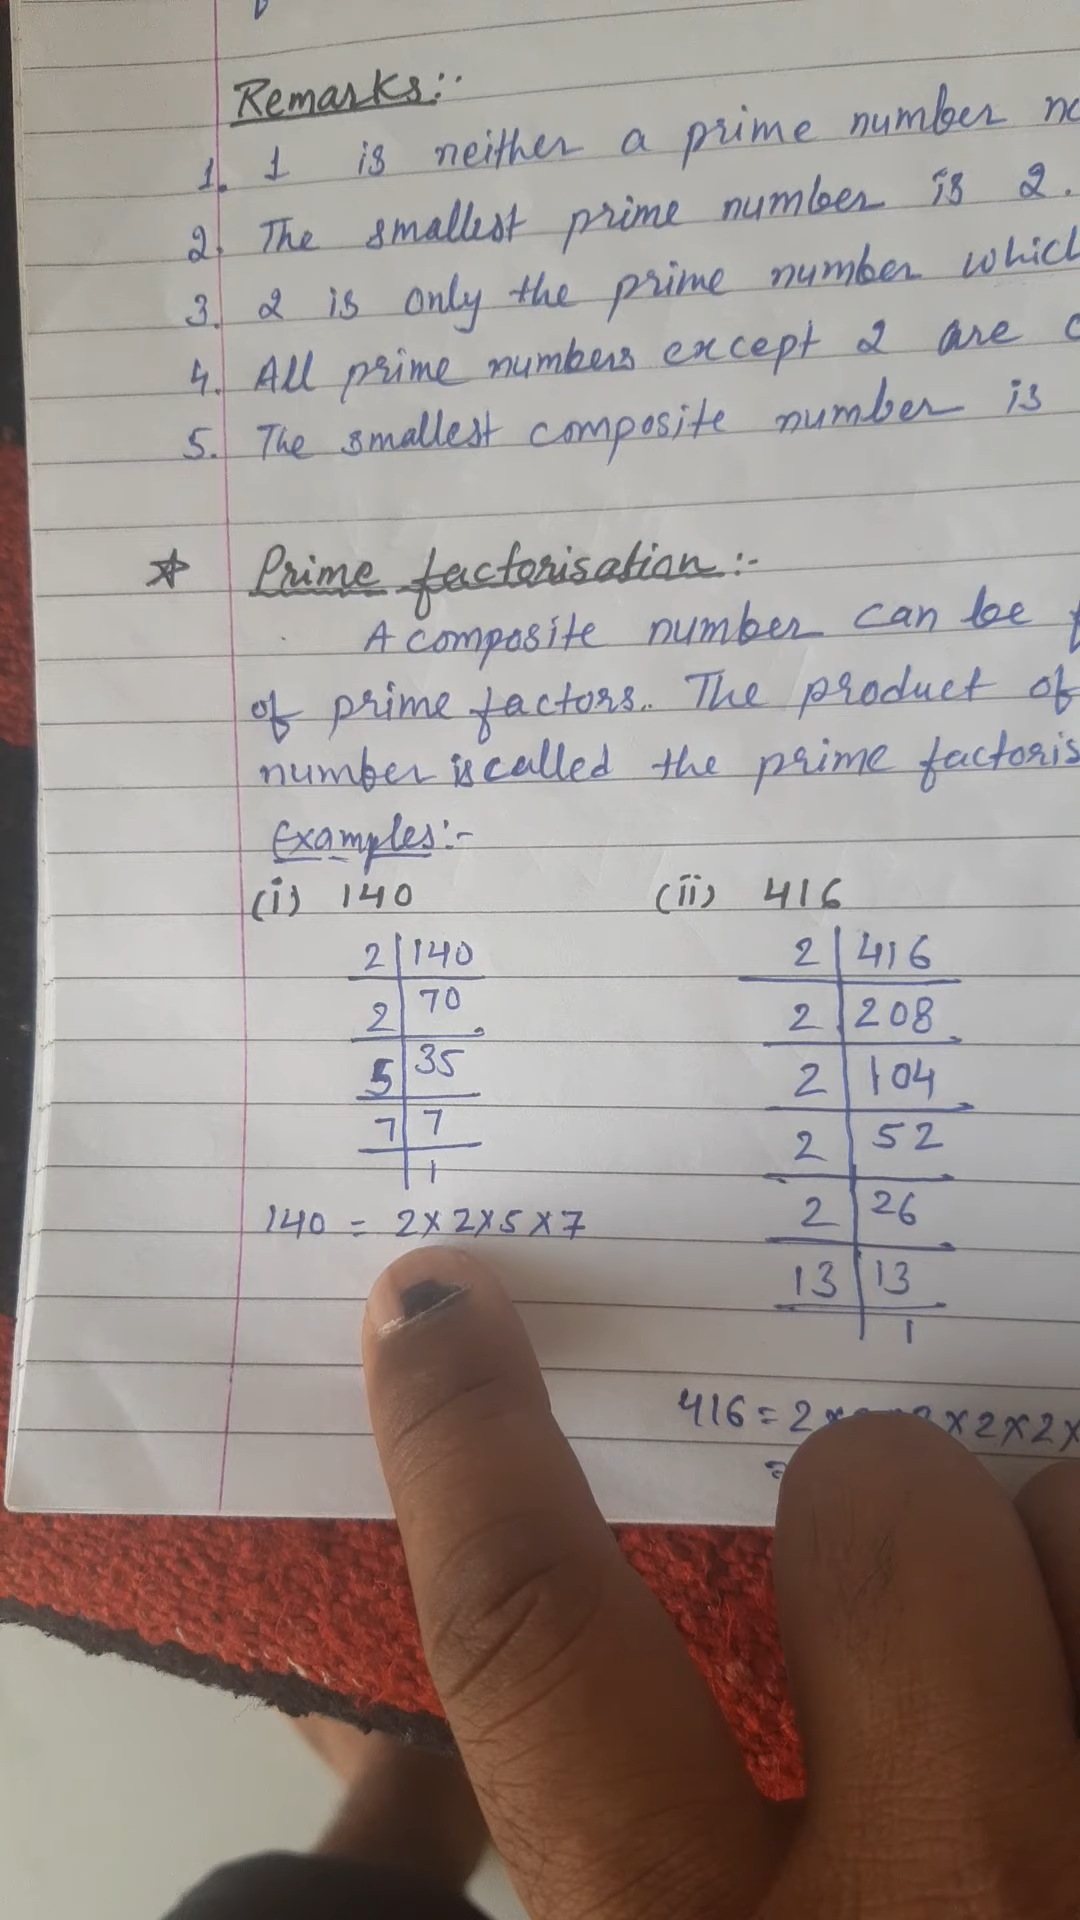 Remarks:-
1. 1 is neither a prime number
2. The smallest prime number is 2.
3. 2 is only the prime number which
4. All prime numbers except 2 are
5. The smallest composite number is
☆ Prime factorisation:-
A composite number can be
of prime factors. The product of
number is called the prime factoris
Examples:-
(i) 140 (ii) 416
2 | 140 2 | 416
2 | 70 2 | 208
5 | 35 2 | 104
7 | 7 2 | 52
1 2 | 26
140 = 2×2×5×7 13 | 13
1
416 = 2× ×2×2×